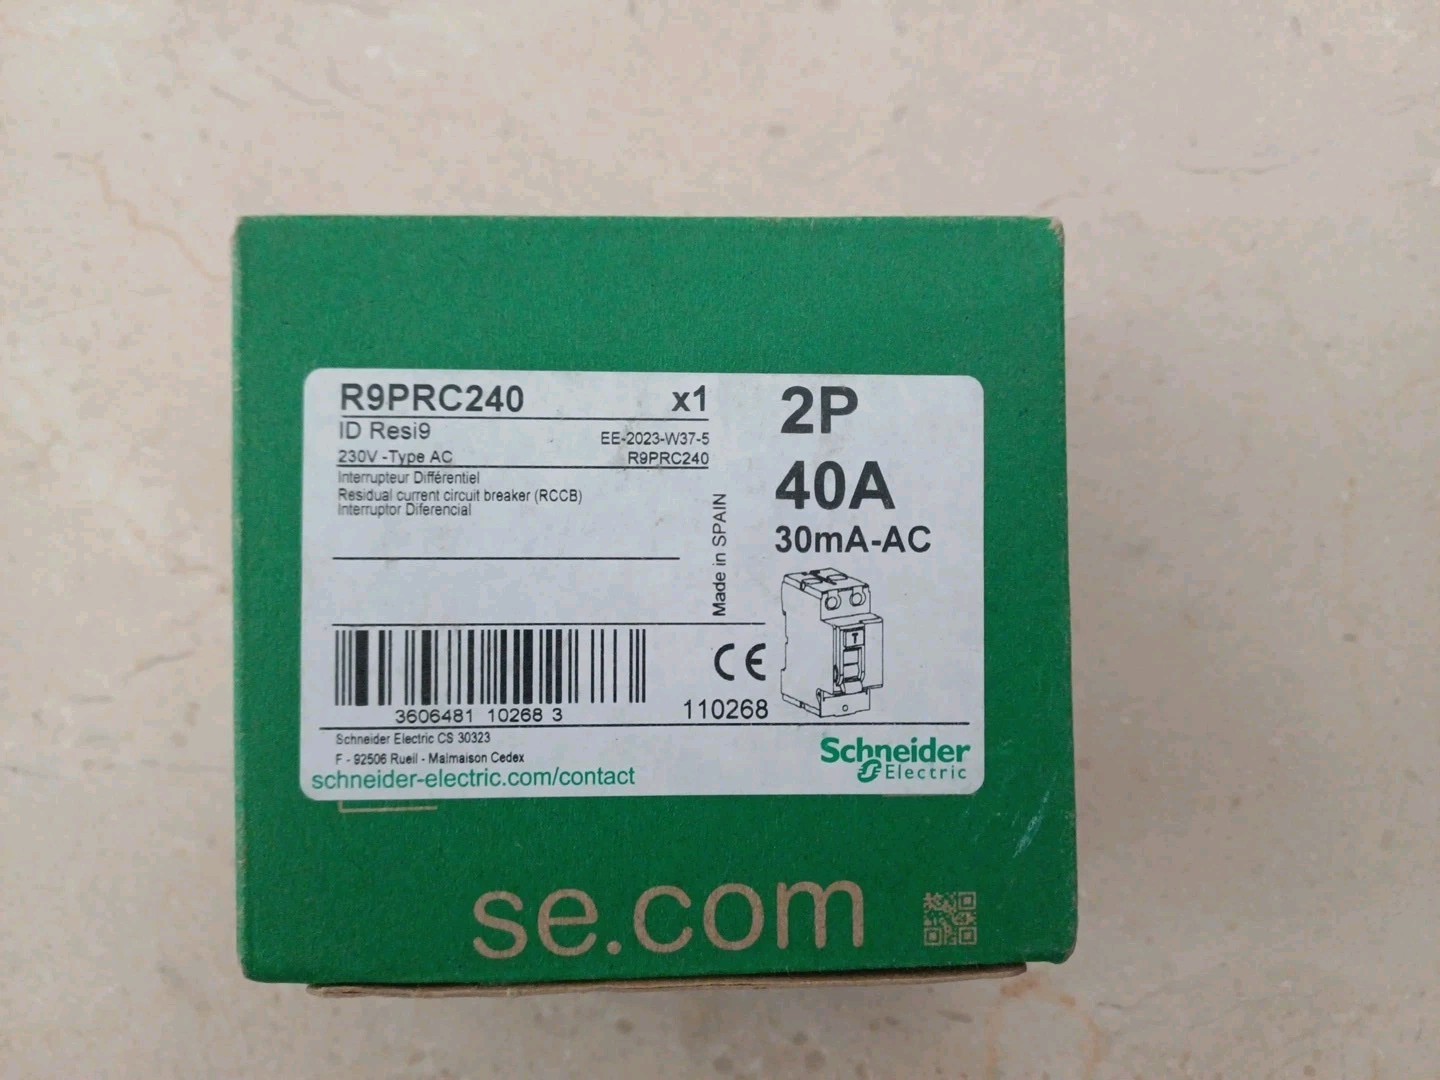 R9PRC240 x1
ID Resi9
EE-2023-W37-5
230V -Type AC R9PRC240
Interrupteur Différentiel
Residual current circuit breaker (RCCB)
Interruptor Diferencial
Made in SPAIN
2P
40A
30mA-AC
CE
3606481 10268 3
110268
Schneider Electric CS 30323
F - 92506 Rueil - Malmaison Cedex
schneider-electric.com/contact
Schneider
Electric
se.com